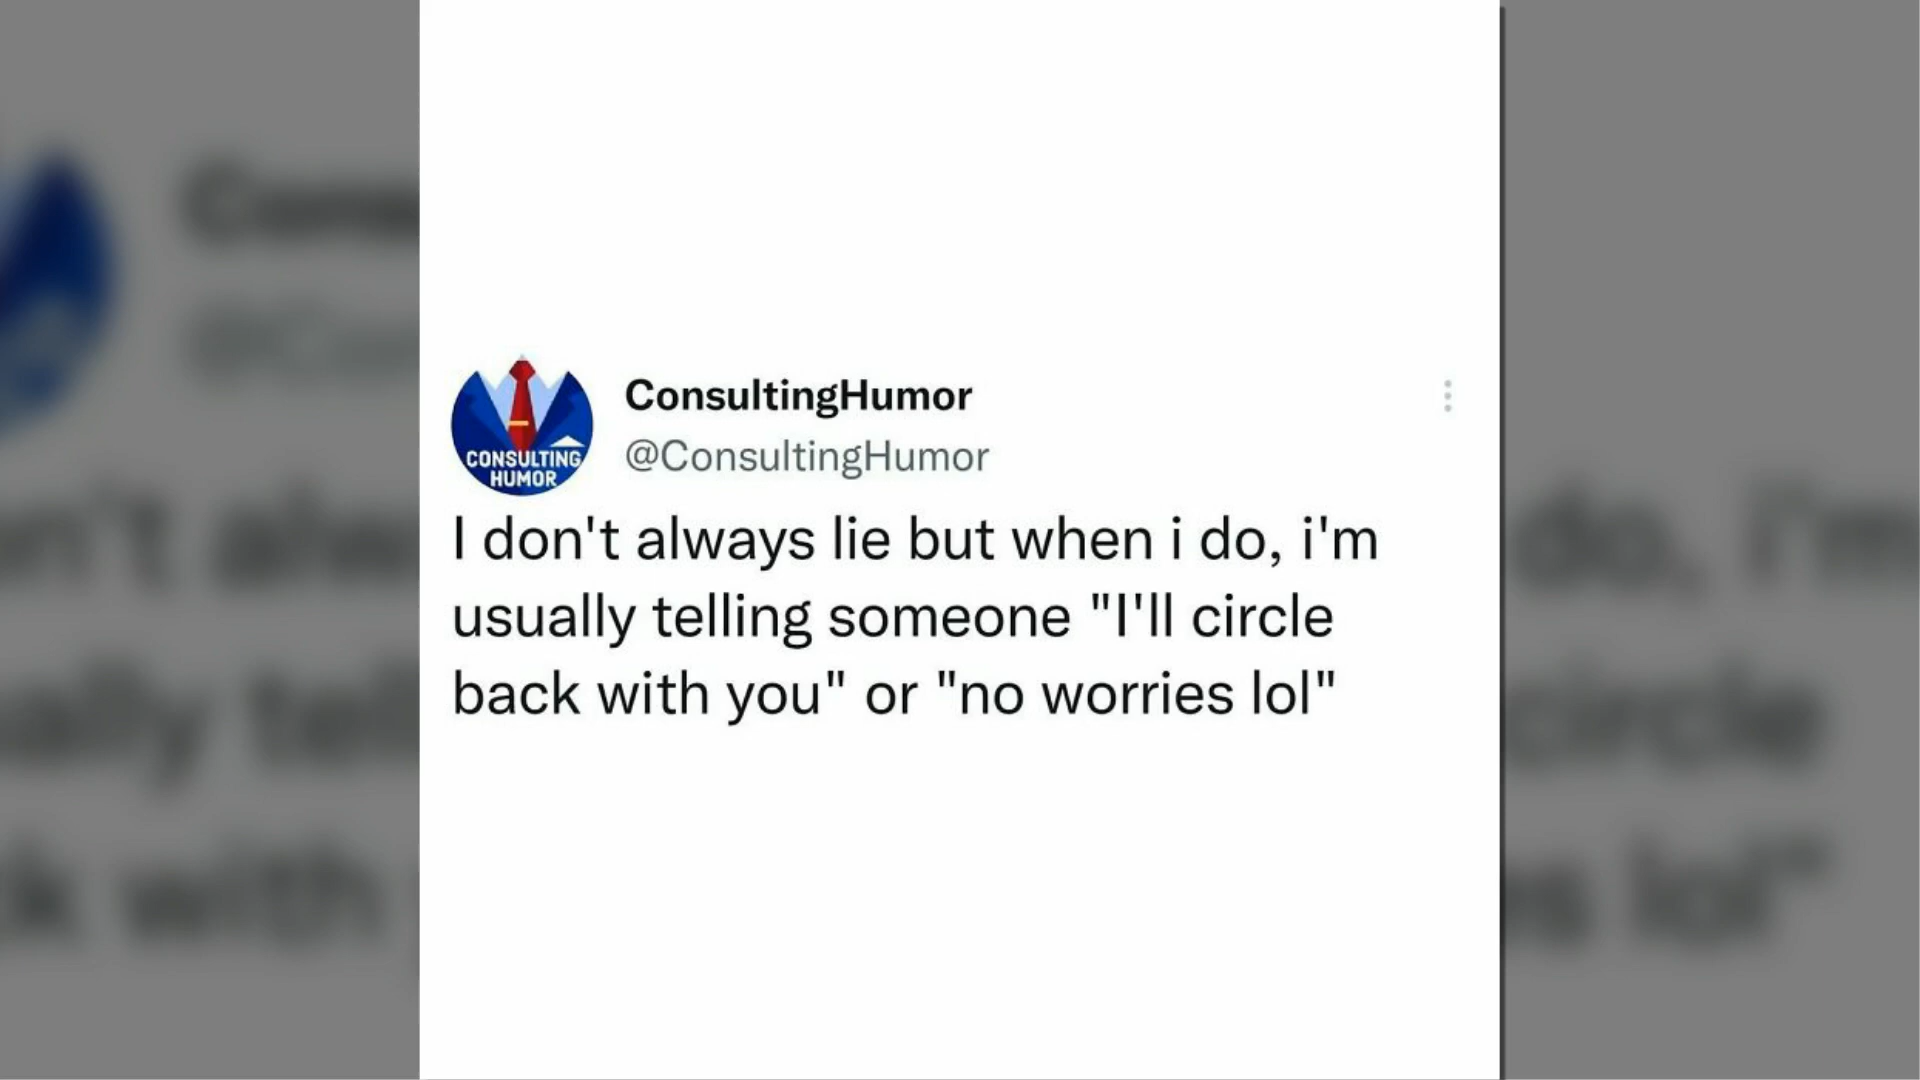 ConsultingHumor
@ConsultingHumor
CONSULTING
HUMOR
I don't always lie but when i do, i'm
usually telling someone "I'll circle
back with you" or "no worries lol"